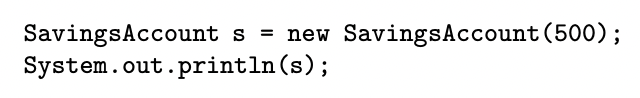 SavingsAccount s = new SavingsAccount(500);
System.out.println(s);